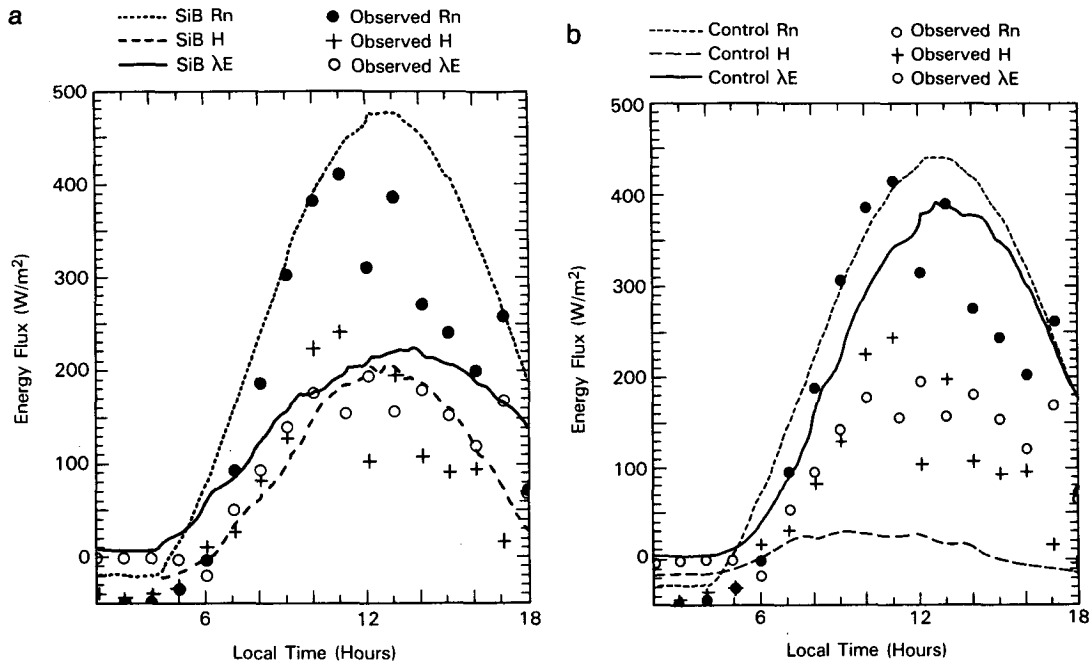 a
SiB Rn
Observed Rn
SiB H
Observed H
SiB λE
Observed λE
500
400
300
200
100
0
Energy Flux (W/m²)
6
12
18
Local Time (Hours)
b
Control Rn
Observed Rn
Control H
Observed H
Control λE
Observed λE
500
400
300
200
100
0
Energy Flux (W/m²)
6
12
18
Local Time (Hours)